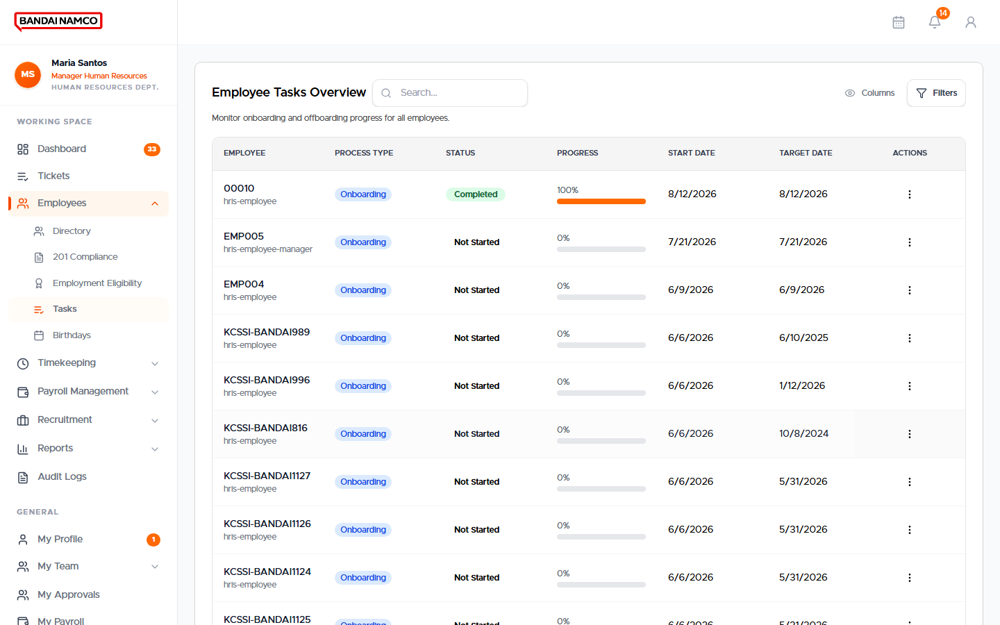 BANDAI NAMCO
14
MS
Maria Santos
Manager Human Resources
HUMAN RESOURCES DEPT.
WORKING SPACE
Dashboard 33
Tickets
Employees
Directory
201 Compliance
Employment Eligibility
Tasks
Birthdays
Timekeeping
Payroll Management
Recruitment
Reports
Audit Logs
GENERAL
My Profile 1
My Team
My Approvals
My Payroll
Employee Tasks Overview
Search...
Columns
Filters
Monitor onboarding and offboarding progress for all employees.
EMPLOYEE PROCESS TYPE STATUS PROGRESS START DATE TARGET DATE ACTIONS
00010
hris-employee
Onboarding Completed 100% 8/12/2026 8/12/2026
EMP005
hris-employee-manager
Onboarding Not Started 0% 7/21/2026 7/21/2026
EMP004
hris-employee
Onboarding Not Started 0% 6/9/2026 6/9/2026
KCSSI-BANDAI989
hris-employee
Onboarding Not Started 0% 6/6/2026 6/10/2025
KCSSI-BANDAI996
hris-employee
Onboarding Not Started 0% 6/6/2026 1/12/2026
KCSSI-BANDAI816
hris-employee
Onboarding Not Started 0% 6/6/2026 10/8/2024
KCSSI-BANDAI1127
hris-employee
Onboarding Not Started 0% 6/6/2026 5/31/2026
KCSSI-BANDAI1126
hris-employee
Onboarding Not Started 0% 6/6/2026 5/31/2026
KCSSI-BANDAI1124
hris-employee
Onboarding Not Started 0% 6/6/2026 5/31/2026
KCSSI-BANDAI1125
Onboarding Not Started 0% 6/6/2026 5/31/2026